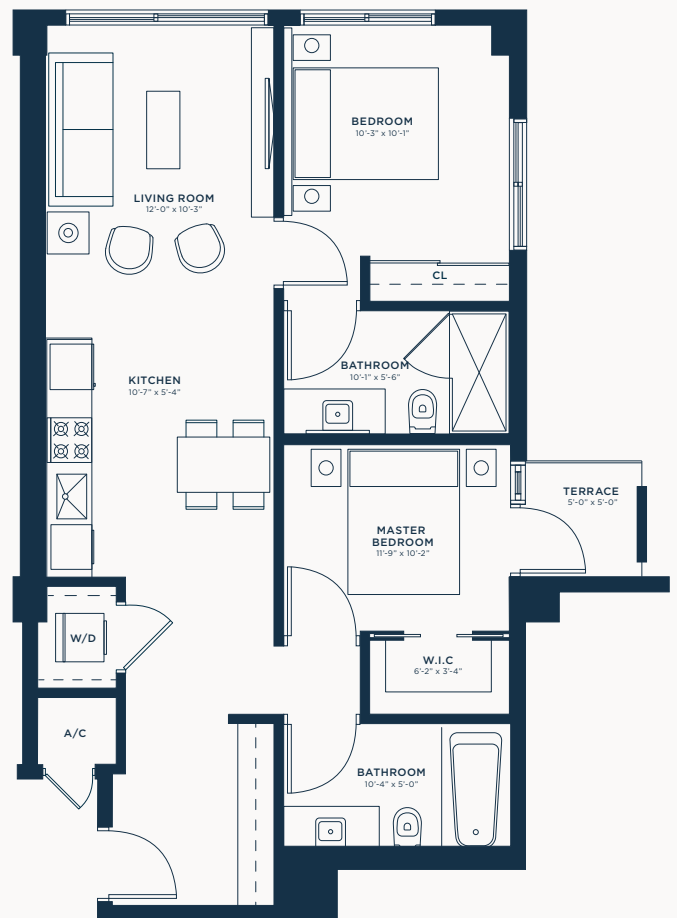 BEDROOM
10'-3" x 10'-1"
LIVING ROOM
12'-0" x 10'-3"
CL
BATHROOM
10'-1" x 5'-6"
KITCHEN
10'-7" x 5'-4"
TERRACE
5'-0" x 5'-0"
MASTER
BEDROOM
11'-9" x 10'-2"
W/D
W.I.C
6'-2" x 3'-4"
A/C
BATHROOM
10'-4" x 5'-0"